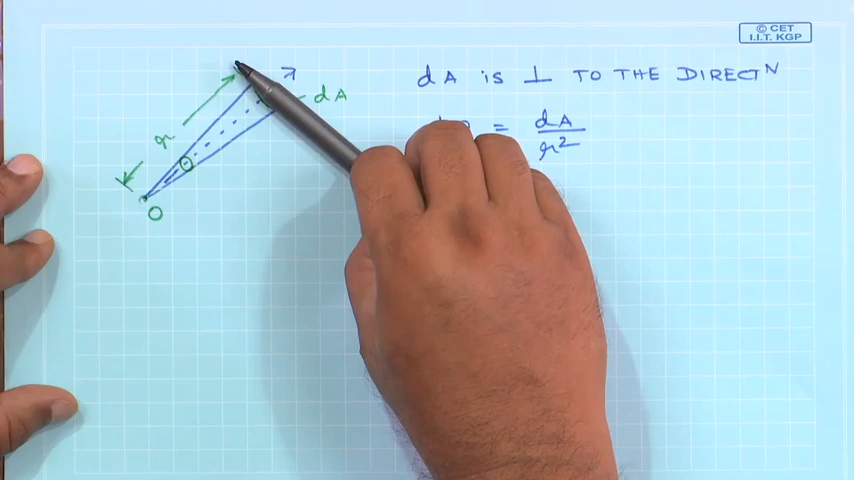 © CET
I.I.T. KGP
dA IS ⊥ TO THE DIRECTN
= dA
r²
dA
r
O